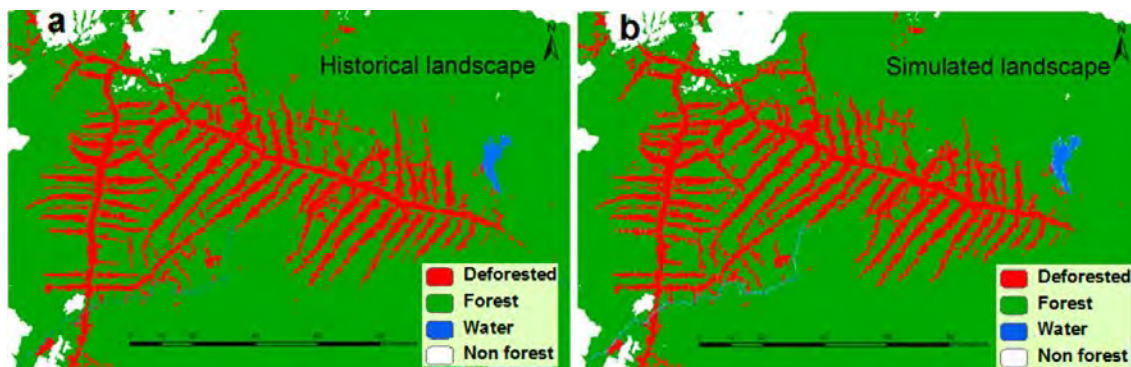 a
N
Historical landscape
Deforested
Forest
Water
Non forest
b
N
Simulated landscape
Deforested
Forest
Water
Non forest